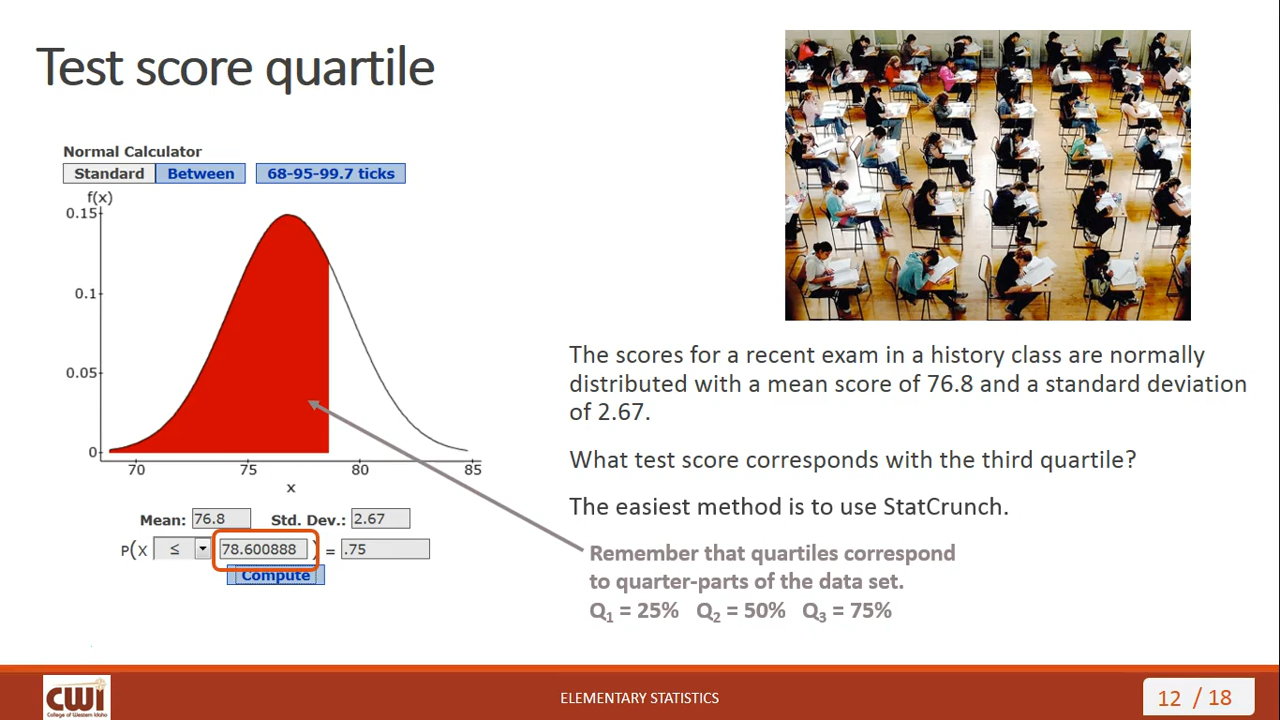 Test score quartile
Normal Calculator
Standard Between 68-95-99.7 ticks
f(x)
0.15
0.1
0.05
0
70 75 80 85
x
Mean: 76.8 Std. Dev.: 2.67
P(X ≤ 78.600888 ) = .75
Compute
The scores for a recent exam in a history class are normally
distributed with a mean score of 76.8 and a standard deviation
of 2.67.
What test score corresponds with the third quartile?
The easiest method is to use StatCrunch.
Remember that quartiles correspond
to quarter-parts of the data set.
Q₁ = 25% Q₂ = 50% Q₃ = 75%
CWI
College of Western Idaho
ELEMENTARY STATISTICS
12 / 18